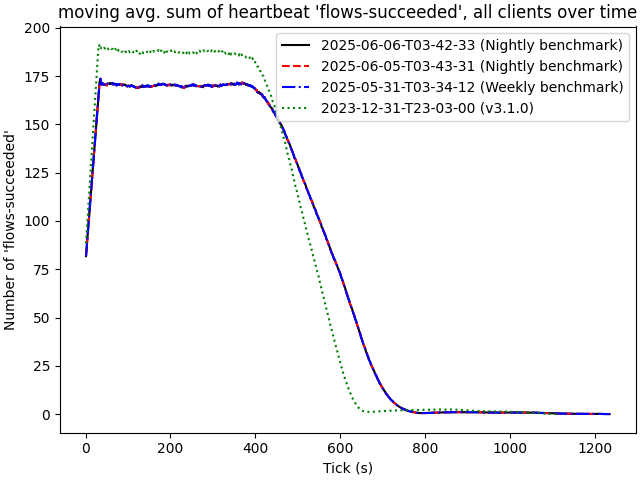 moving avg. sum of heartbeat 'flows-succeeded', all clients over time
2025-06-06-T03-42-33 (Nightly benchmark)
2025-06-05-T03-43-31 (Nightly benchmark)
2025-05-31-T03-34-12 (Weekly benchmark)
2023-12-31-T23-03-00 (v3.1.0)
Number of 'flows-succeeded'
200
175
150
125
100
75
50
25
0
0 200 400 600 800 1000 1200
Tick (s)